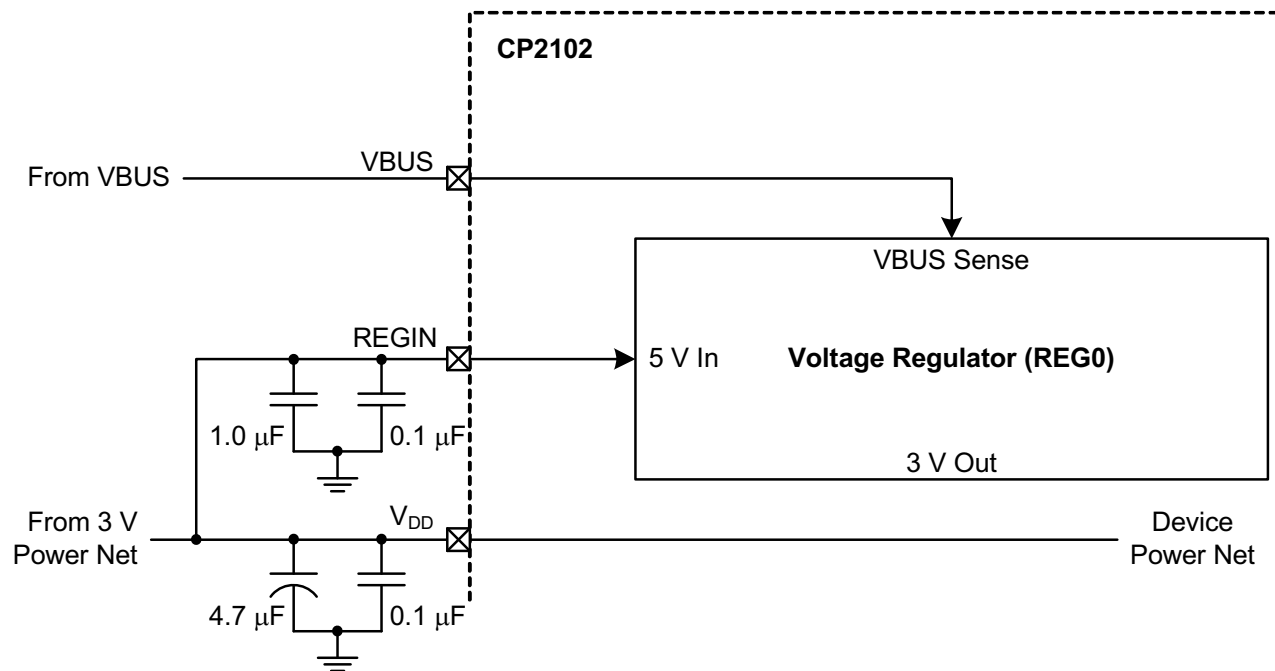 CP2102
VBUS
From VBUS
VBUS Sense
REGIN
5 V In
Voltage Regulator (REG0)
1.0 μF
0.1 μF
3 V Out
From 3 V
Power Net
VDD
Device
Power Net
4.7 μF
0.1 μF